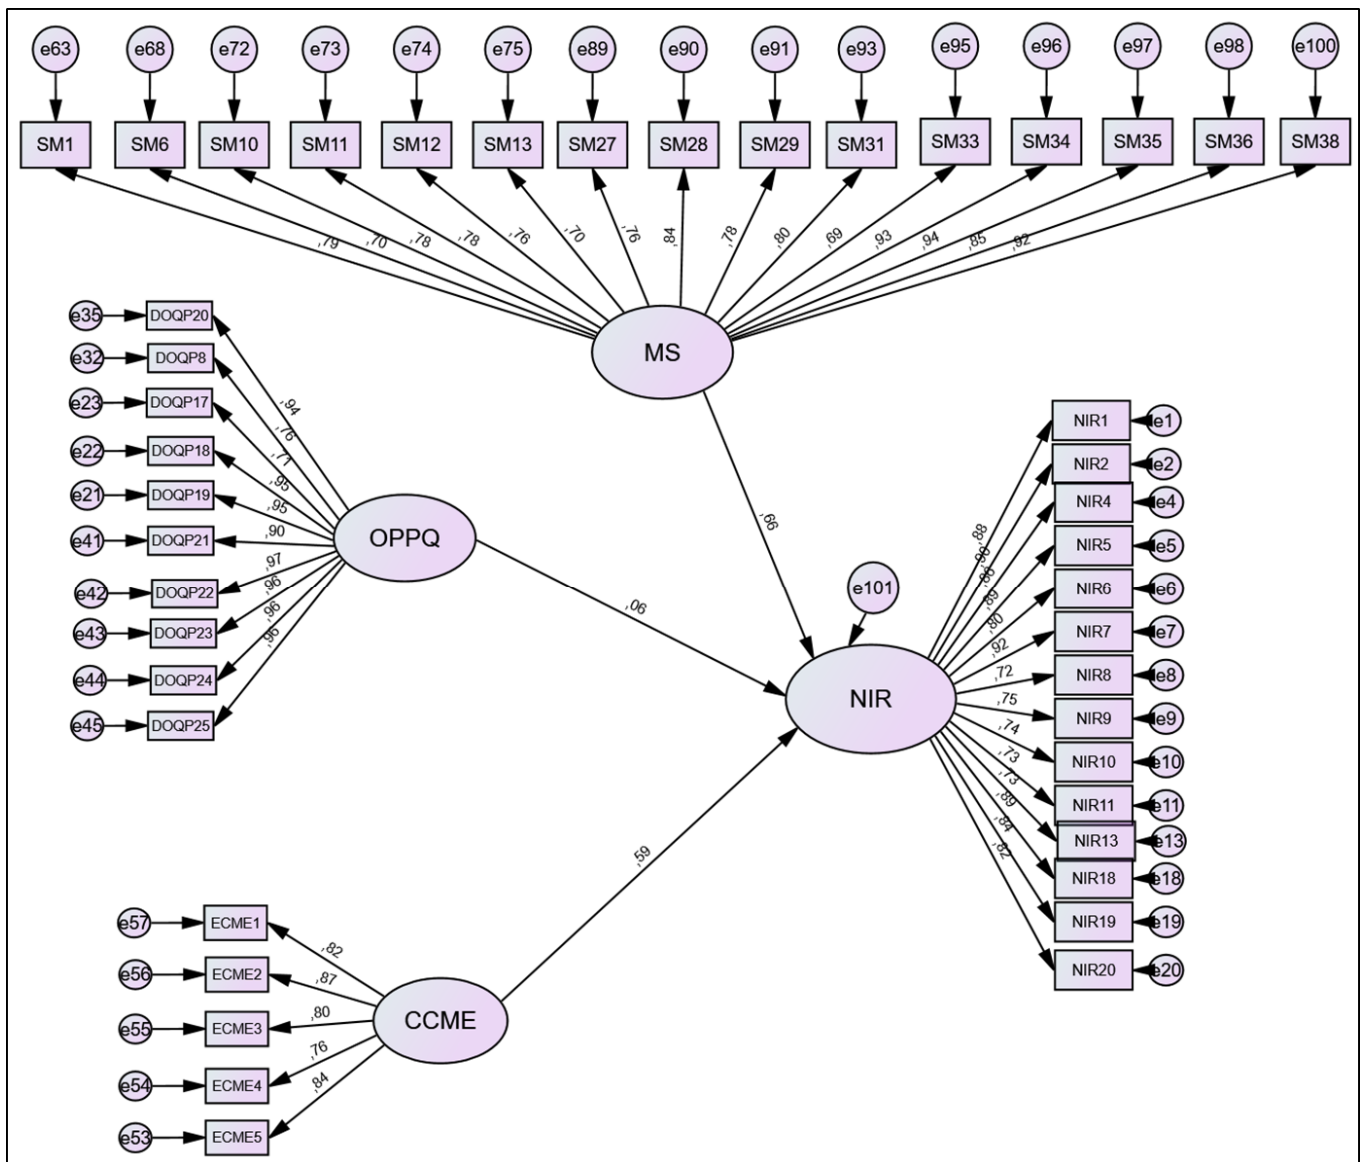 e63 e68 e72 e73 e74 e75 e89 e90 e91 e93 e95 e96 e97 e98 e100
SM1 SM6 SM10 SM11 SM12 SM13 SM27 SM28 SM29 SM31 SM33 SM34 SM35 SM36 SM38
,79 ,70 ,78 ,78 ,76 ,70 ,76 ,84 ,78 ,80 ,69 ,93 ,94 ,85 ,92
MS
e35 DOQP20
e32 DOQP8
e23 DOQP17
e22 DOQP18
e21 DOQP19
e41 DOQP21
e42 DOQP22
e43 DOQP23
e44 DOQP24
e45 DOQP25
,94
,76
,71
,95
,95
,90
,97
,96
,96
,96
OPPQ
,66
,06
e101
NIR
,59
NIR1 e1
NIR2 e2
NIR4 e4
NIR5 e5
NIR6 e6
NIR7 e7
NIR8 e8
NIR9 e9
NIR10 e10
NIR11 e11
NIR13 e13
NIR18 e18
NIR19 e19
NIR20 e20
,88
,89
,80
,92
,72
,75
,74
,73
,73
,89
,84
,82
e57 ECME1
e56 ECME2
e55 ECME3
e54 ECME4
e53 ECME5
,82
,87
,80
,76
,84
CCME